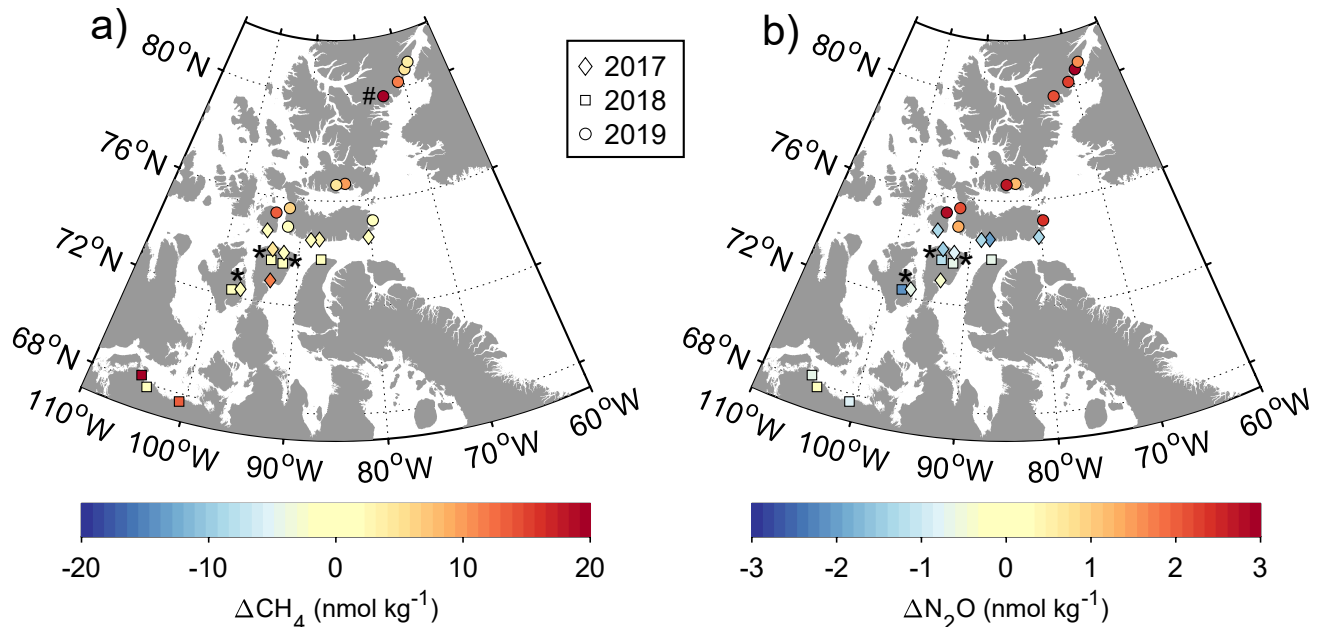 a)
80°N
76°N
72°N
68°N
110°W
100°W
90°W
80°W
70°W
60°W
#
*
*
*
2017
2018
2019
-20 -10 0 10 20
ΔCH₄ (nmol kg⁻¹)
b)
80°N
76°N
72°N
68°N
110°W
100°W
90°W
80°W
70°W
60°W
*
*
*
-3 -2 -1 0 1 2 3
ΔN₂O (nmol kg⁻¹)